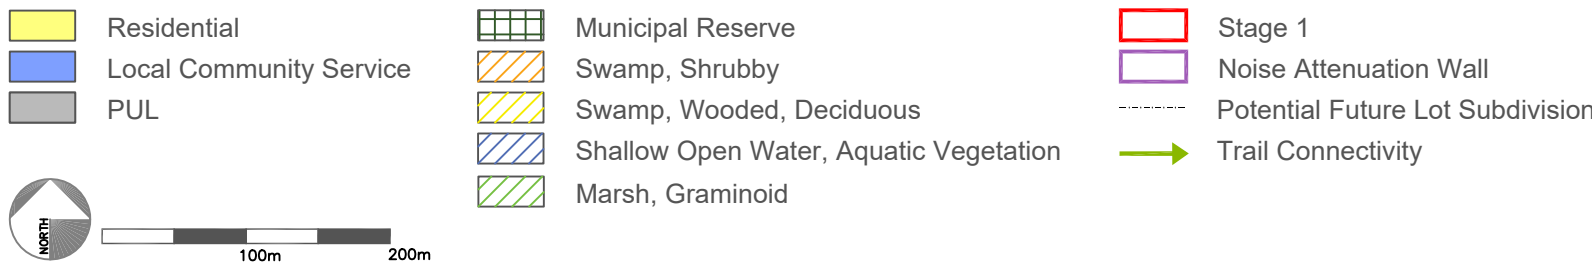 Residential
Local Community Service
PUL
Municipal Reserve
Swamp, Shrubby
Swamp, Wooded, Deciduous
Shallow Open Water, Aquatic Vegetation
Marsh, Graminoid
Stage 1
Noise Attenuation Wall
Potential Future Lot Subdivision
Trail Connectivity
NORTH
100m
200m